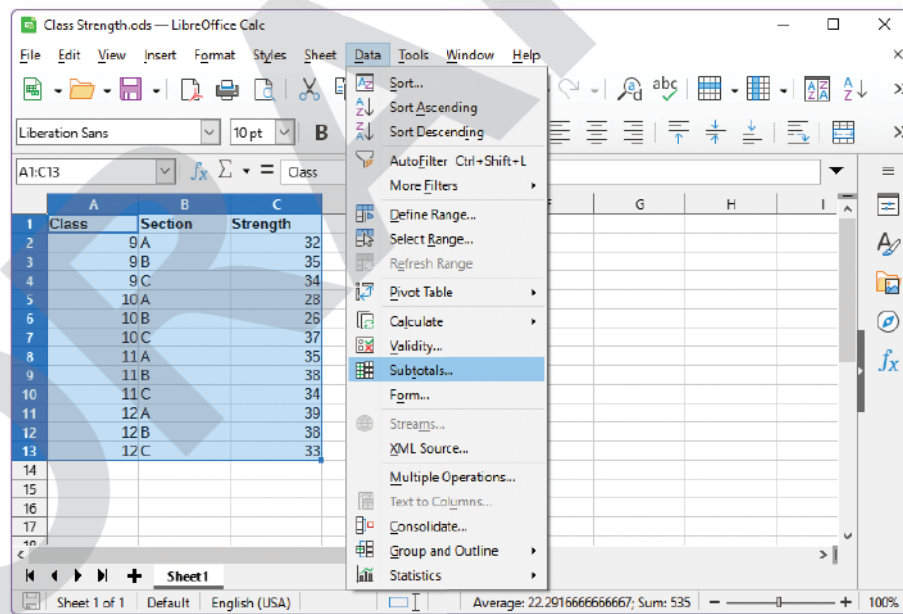 Class Strength.ods — LibreOffice Calc
File Edit View Insert Format Styles Sheet Data Tools Window Help
Liberation Sans 10 pt B
A1:C13 fx Σ = Class
A B C G H I
1 Class Section Strength
2 9 A 32
3 9 B 35
4 9 C 34
5 10 A 28
6 10 B 26
7 10 C 37
8 11 A 35
9 11 B 38
10 11 C 34
11 12 A 39
12 12 B 38
13 12 C 33
14
15
16
17
Sort...
Sort Ascending
Sort Descending
AutoFilter Ctrl+Shift+L
More Filters
Define Range...
Select Range...
Refresh Range
Pivot Table
Calculate
Validity...
Subtotals...
Form...
Streams...
XML Source...
Multiple Operations...
Text to Columns...
Consolidate...
Group and Outline
Statistics
Sheet1
Sheet 1 of 1 Default English (USA) Average: 22.2916666666667; Sum: 535 100%